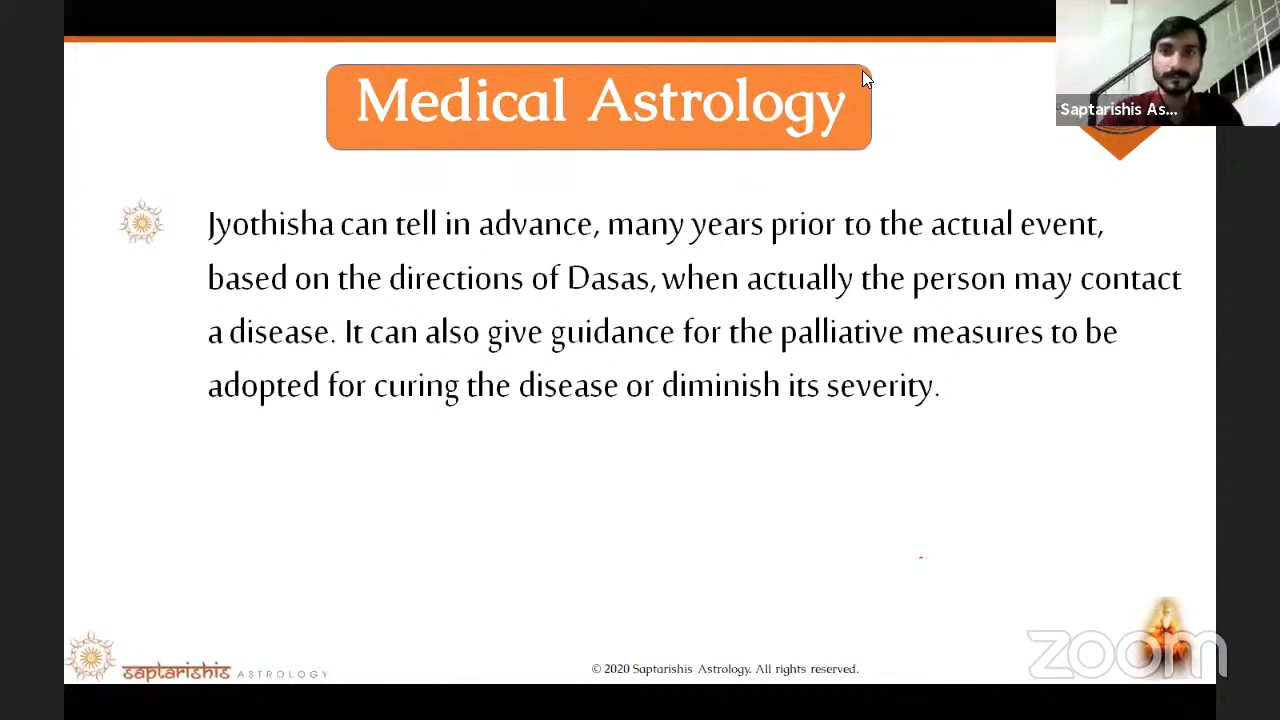 Medical Astrology
Saptarishis As...
Jyothisha can tell in advance, many years prior to the actual event,
based on the directions of Dasas, when actually the person may contact
a disease. It can also give guidance for the palliative measures to be
adopted for curing the disease or diminish its severity.
saptarishis ASTROLOGY
© 2020 Saptarishis Astrology. All rights reserved.
zoom